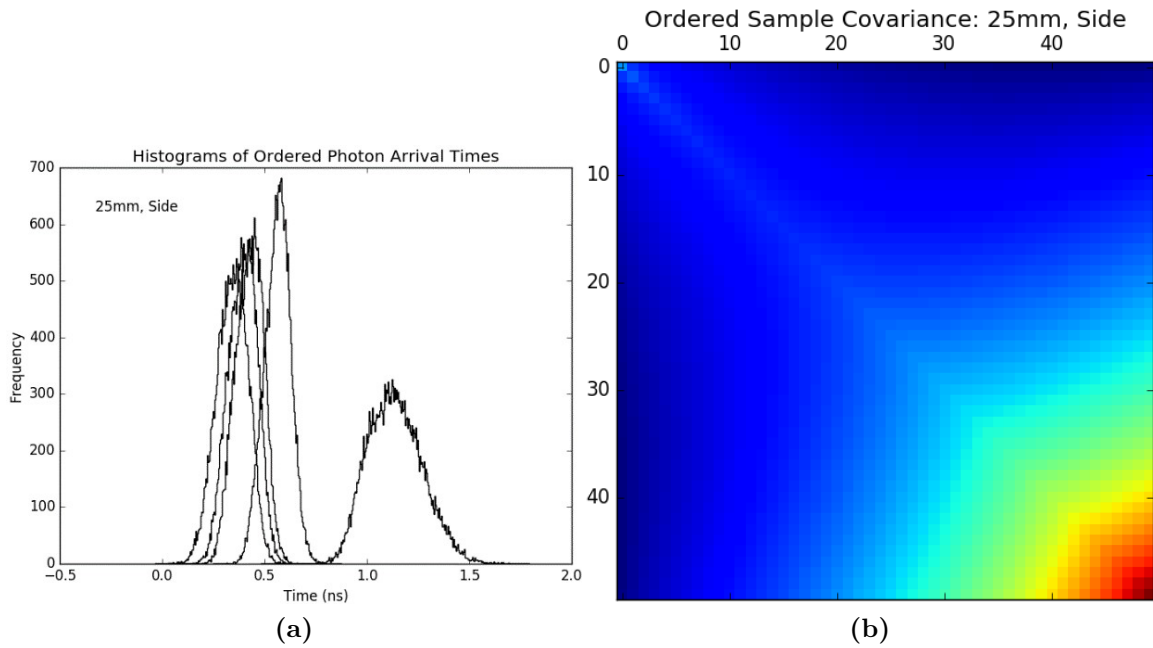 Histograms of Ordered Photon Arrival Times
700
25mm, Side
600
500
400
300
200
100
0
Frequency
−0.5 0.0 0.5 1.0 1.5 2.0
Time (ns)
(a)
Ordered Sample Covariance: 25mm, Side
0 10 20 30 40
0
10
20
30
40
(b)